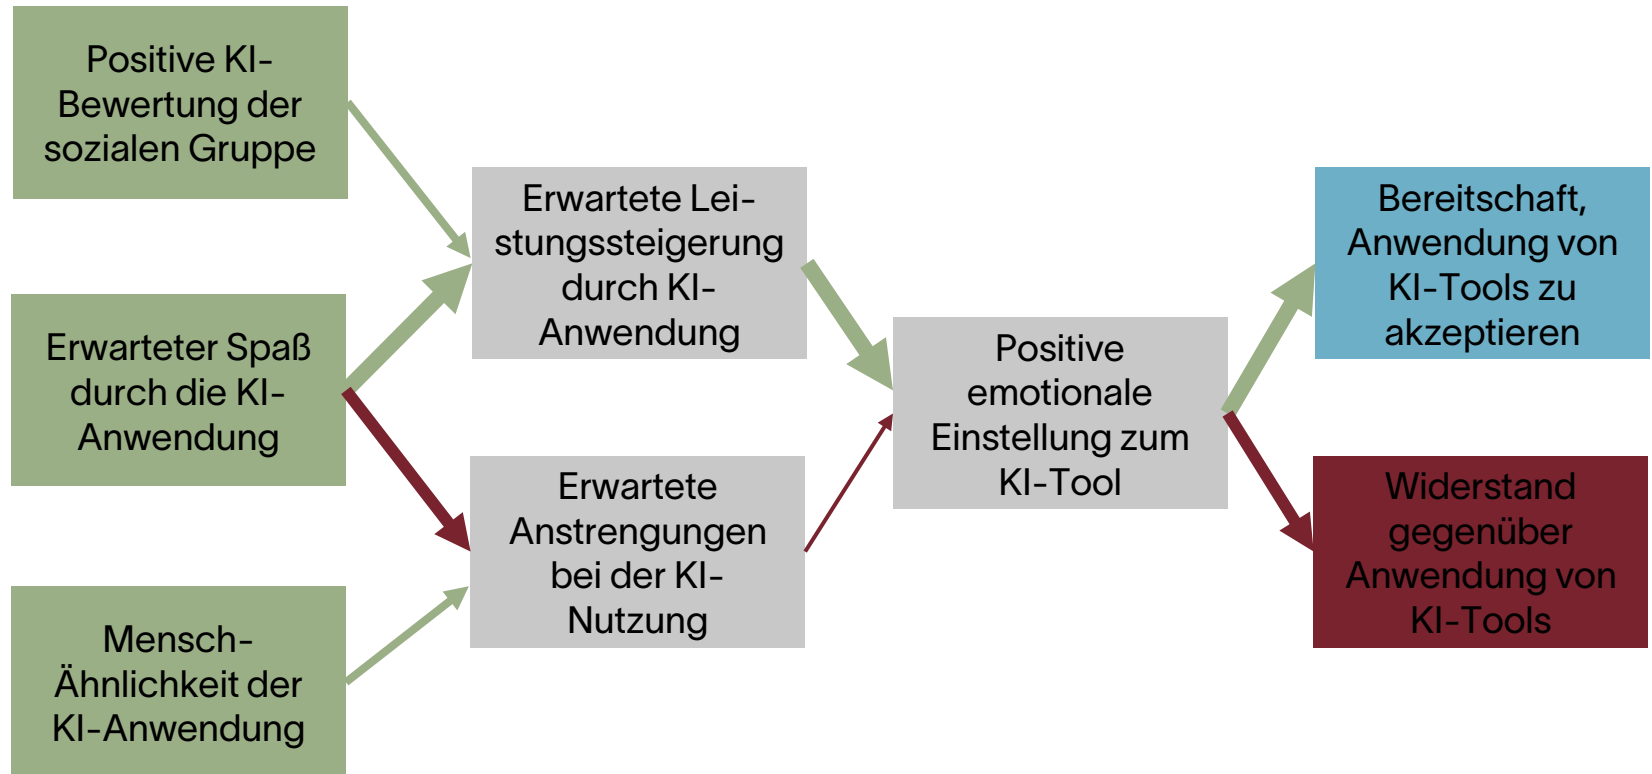 Positive KI-
Bewertung der
sozialen Gruppe
Erwarteter Spaß
durch die KI-
Anwendung
Mensch-
Ähnlichkeit der
KI-Anwendung
Erwartete Lei-
stungssteigerung
durch KI-
Anwendung
Erwartete
Anstrengungen
bei der KI-
Nutzung
Positive
emotionale
Einstellung zum
KI-Tool
Bereitschaft,
Anwendung von
KI-Tools zu
akzeptieren
Widerstand
gegenüber
Anwendung von
KI-Tools